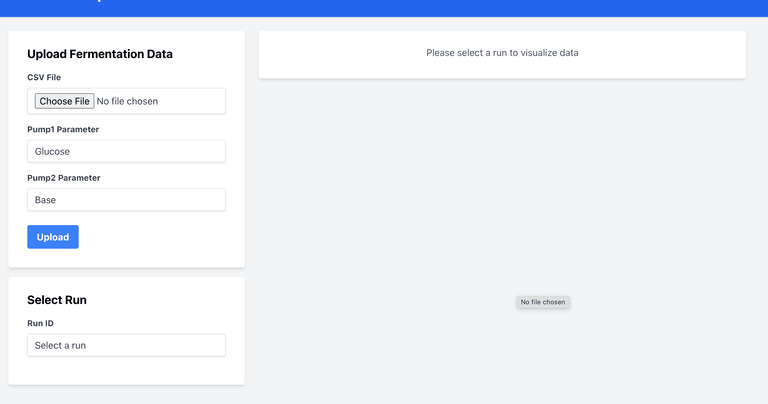 Upload Fermentation Data
CSV File
Choose File No file chosen
Pump1 Parameter
Glucose
Pump2 Parameter
Base
Upload
Select Run
Run ID
Select a run
Please select a run to visualize data
No file chosen